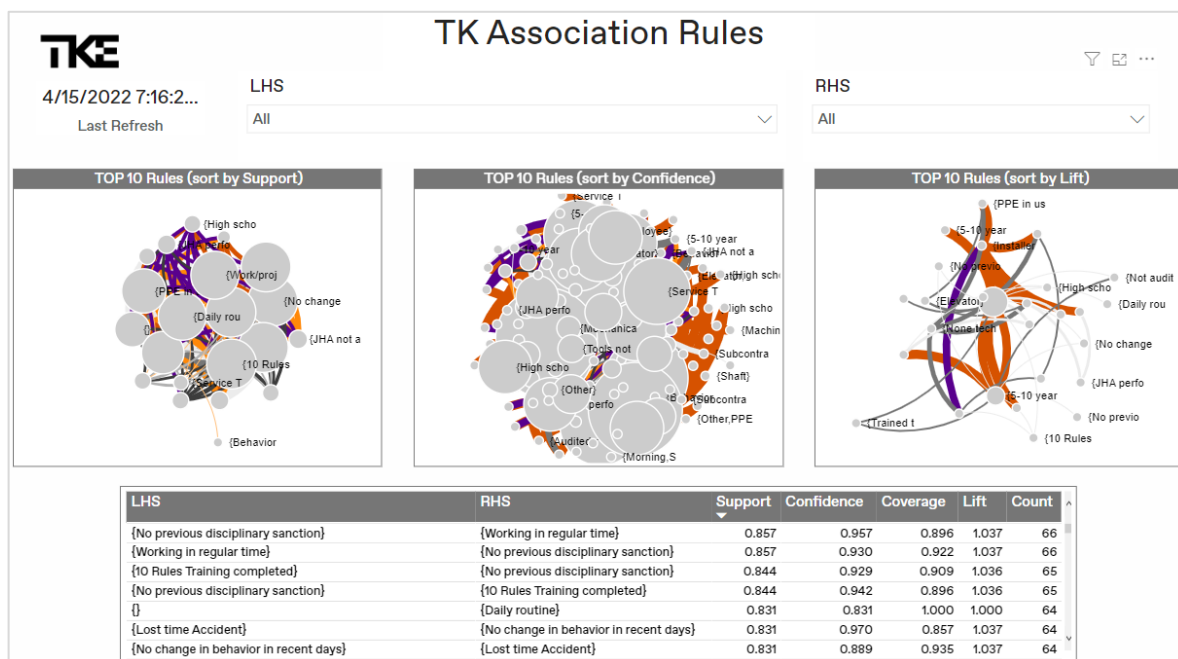 TK Association Rules
TKE
4/15/2022 7:16:2...
Last Refresh
LHS
All
RHS
All
TOP 10 Rules (sort by Support)
{High scho
JHA perfo
{Work/proj
{PPE in
{No change
{Daily rou
{JHA not a
{10 Rules
{Service T
{Behavior
TOP 10 Rules (sort by Confidence)
{Service T
{5-
{5-10 year
{JHA not a
{High scho
{Service T
{JHA perfo
{Machin
{Tools not
{Subcontra
{High scho
{Shaft}
{Other}
perfo
{Other,PPE
{Audited
{Morning,S
TOP 10 Rules (sort by Lift)
{PPE in us
{5-10 year
{Installer
{No previo
{Not audit
{High scho
{Elevator
{Daily rou
{None tech
{No change
{JHA perfo
{5-10 year
{No previo
{Trained t
{10 Rules
LHS RHS Support Confidence Coverage Lift Count
{No previous disciplinary sanction} {Working in regular time} 0.857 0.957 0.896 1.037 66
{Working in regular time} {No previous disciplinary sanction} 0.857 0.930 0.922 1.037 66
{10 Rules Training completed} {No previous disciplinary sanction} 0.844 0.929 0.909 1.036 65
{No previous disciplinary sanction} {10 Rules Training completed} 0.844 0.942 0.896 1.036 65
{} {Daily routine} 0.831 0.831 1.000 1.000 64
{Lost time Accident} {No change in behavior in recent days} 0.831 0.970 0.857 1.037 64
{No change in behavior in recent days} {Lost time Accident} 0.831 0.889 0.935 1.037 64